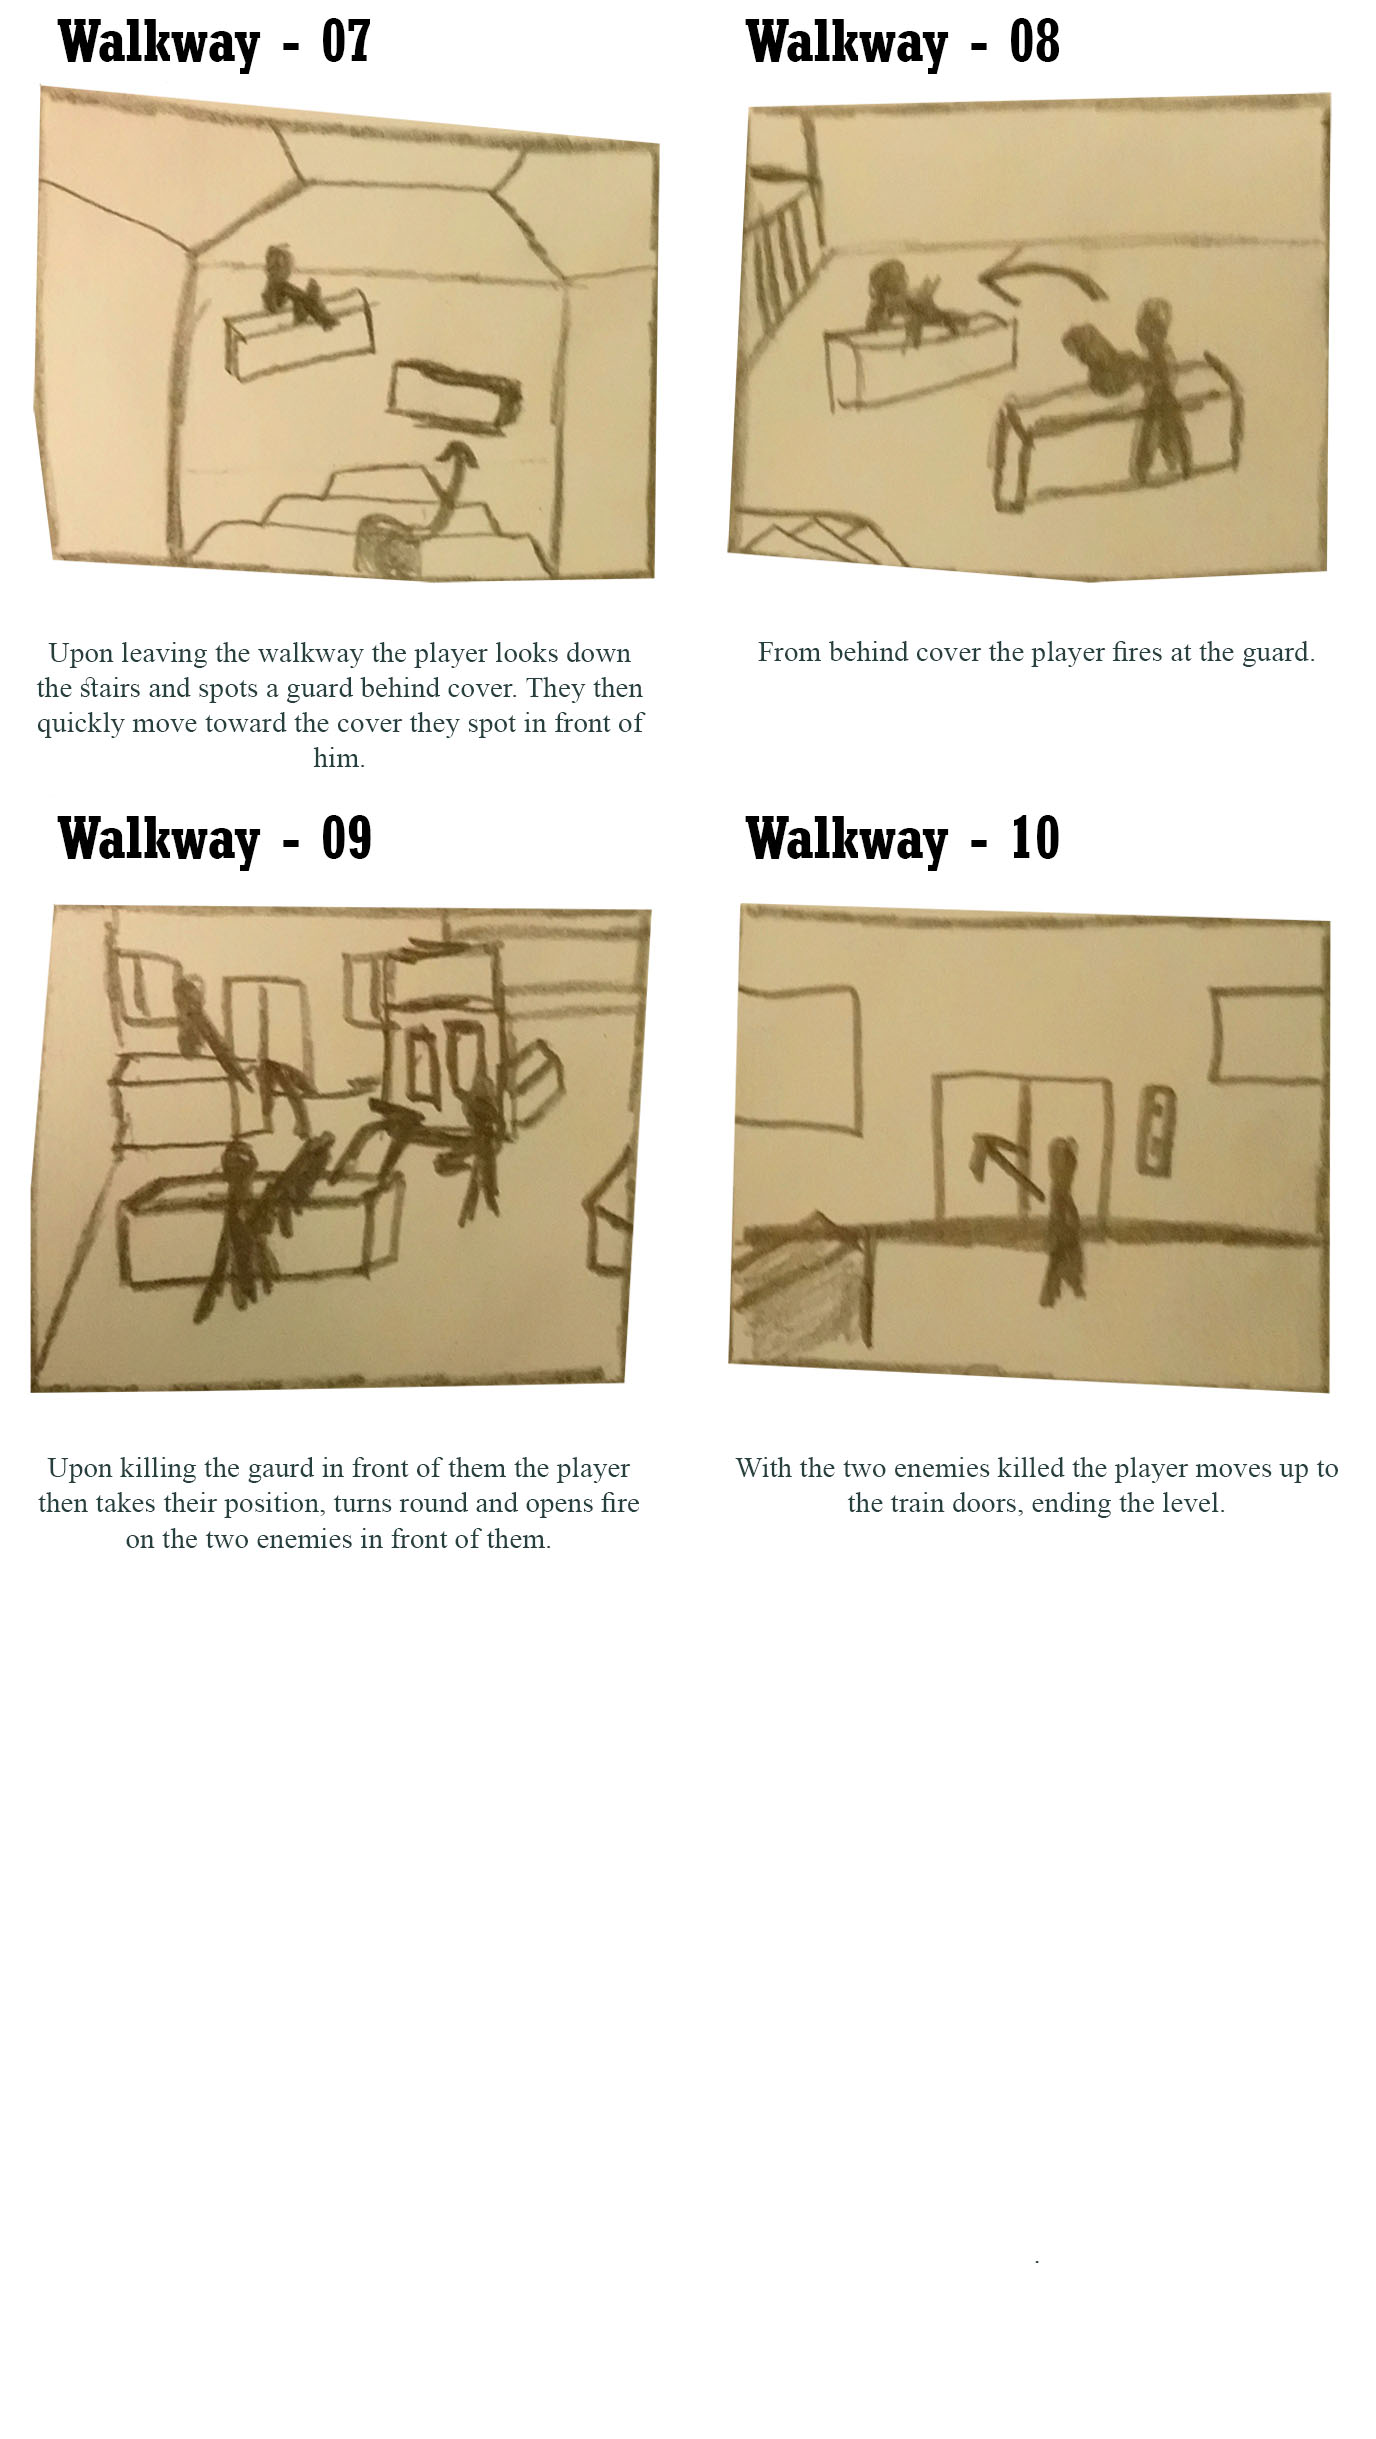 Walkway - 07
Walkway - 08
Upon leaving the walkway the player looks down
the stairs and spots a guard behind cover. They then
quickly move toward the cover they spot in front of
him.
From behind cover the player fires at the guard.
Walkway - 09
Walkway - 10
Upon killing the gaurd in front of them the player
then takes their position, turns round and opens fire
on the two enemies in front of them.
With the two enemies killed the player moves up to
the train doors, ending the level.
.